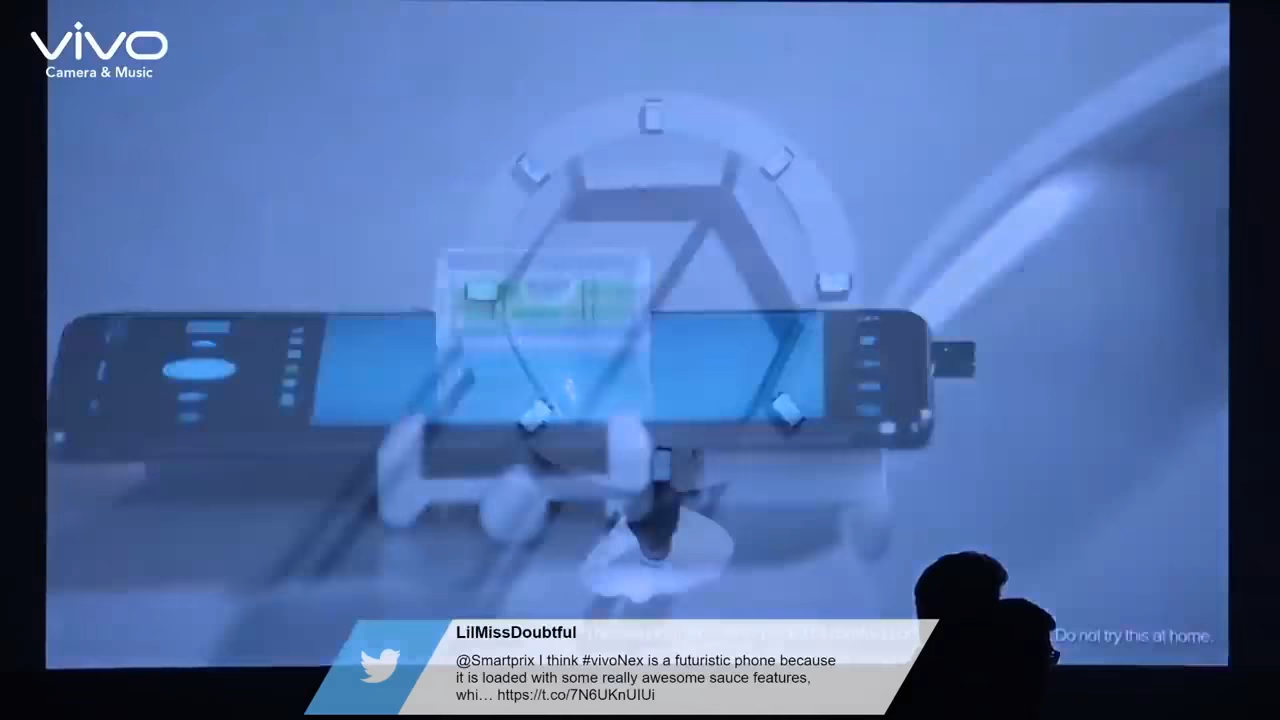 vivo
Camera & Music
LilMissDoubtful
Do not try this at home.
@Smartprix I think #vivoNex is a futuristic phone because
it is loaded with some really awesome sauce features,
whi… https://t.co/7N6UKnUIUi